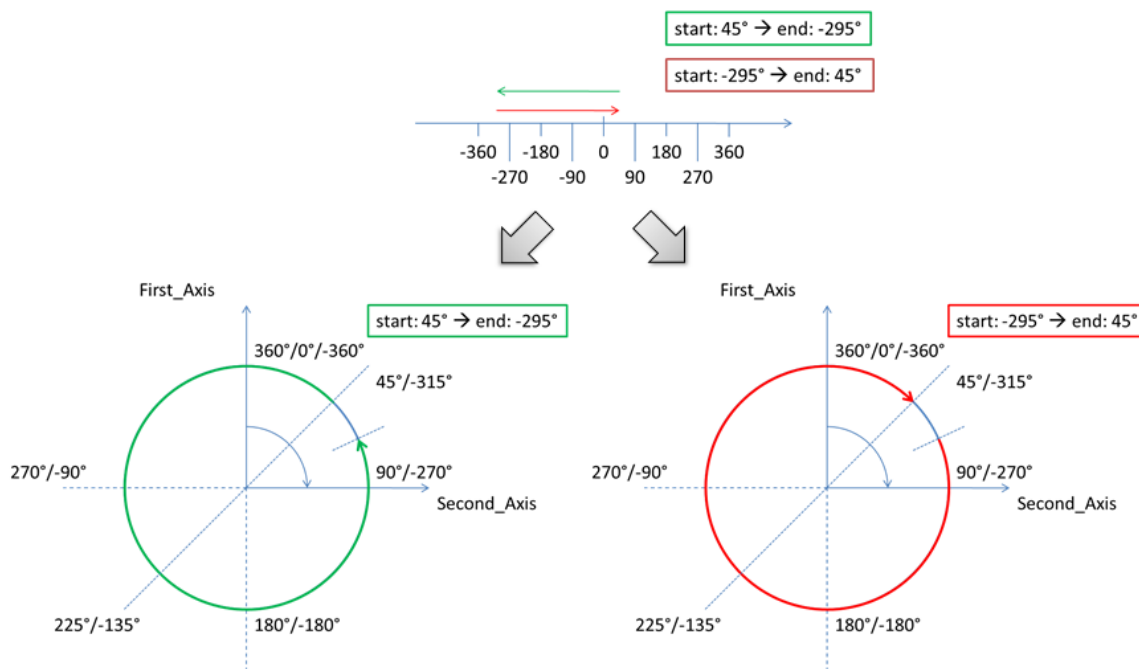 start: 45° → end: -295°
start: -295° → end: 45°
-360 -180 0 180 360
-270 -90 90 270
First_Axis
start: 45° → end: -295°
360°/0°/-360°
45°/-315°
270°/-90°
90°/-270°
Second_Axis
225°/-135°
180°/-180°
First_Axis
start: -295° → end: 45°
360°/0°/-360°
45°/-315°
270°/-90°
90°/-270°
Second_Axis
225°/-135°
180°/-180°